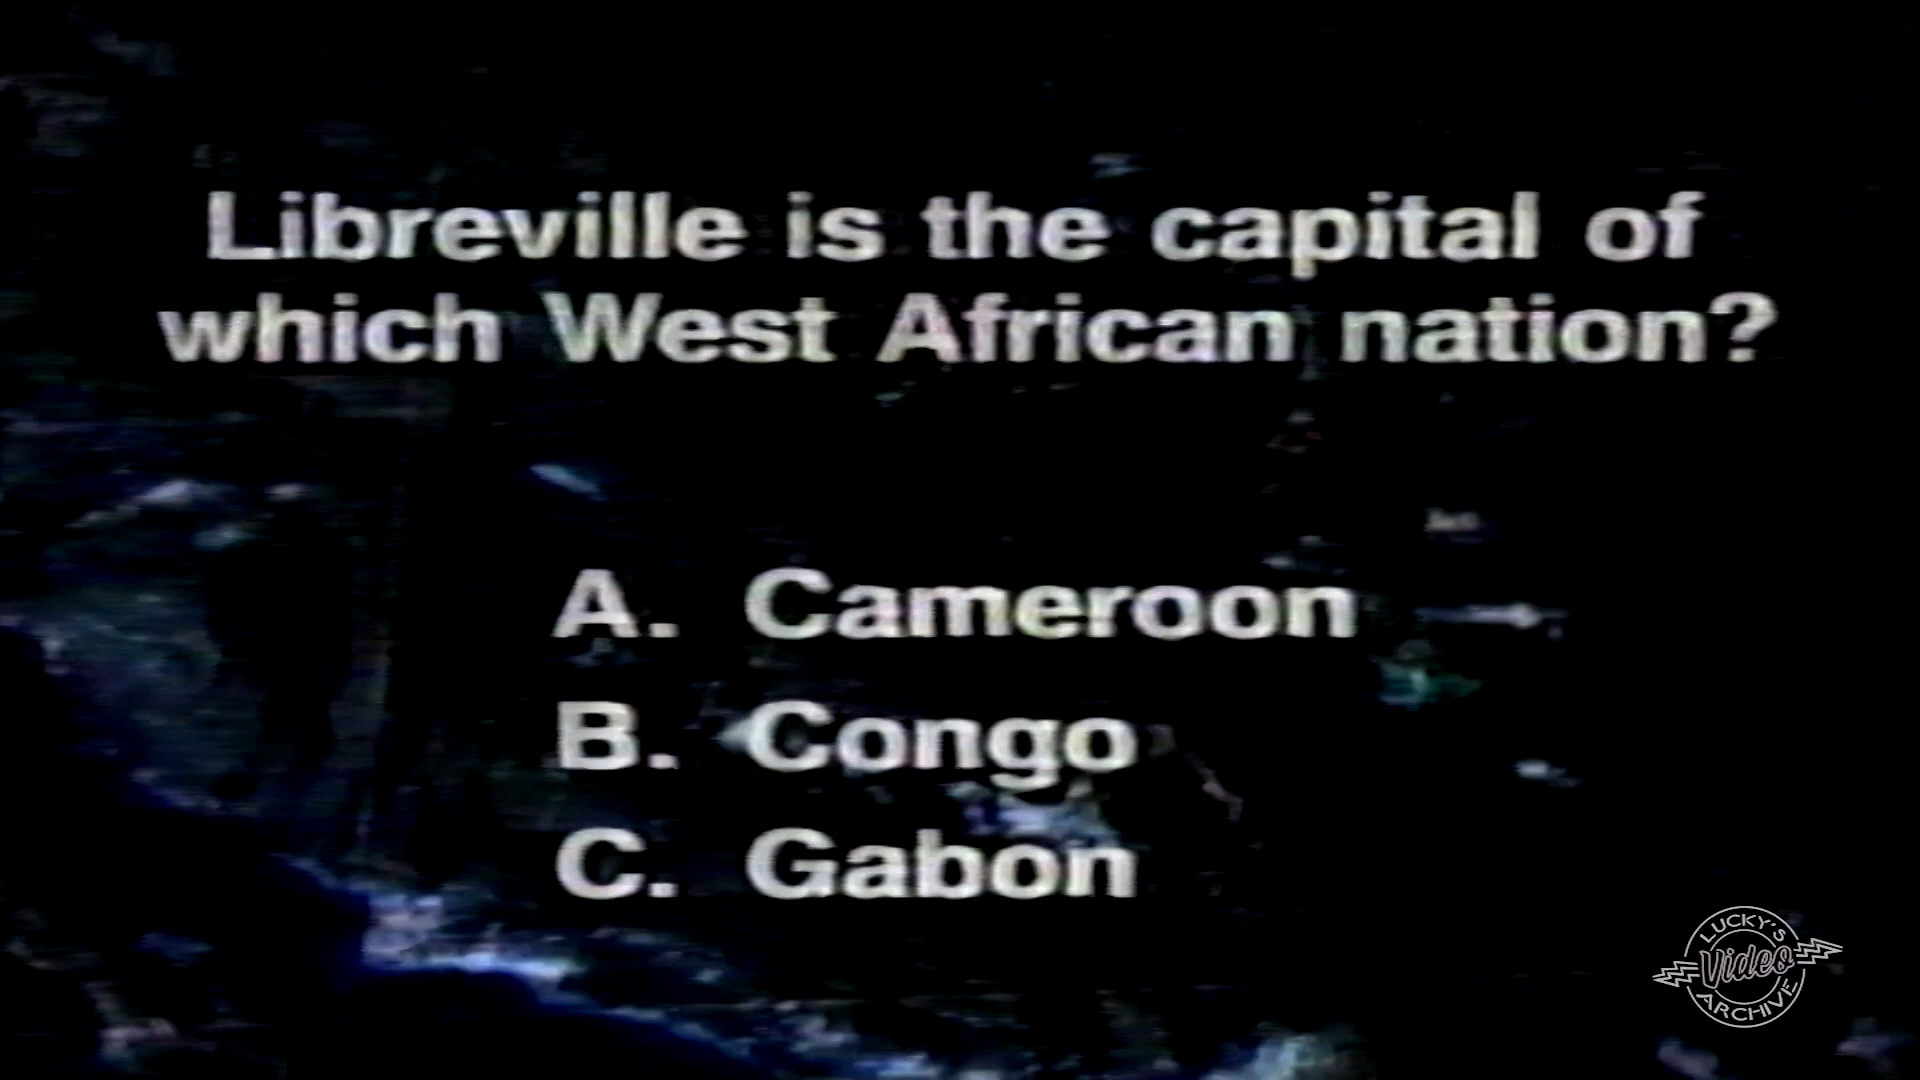 Libreville is the capital of
which West African nation?
A. Cameroon
B. Congo
C. Gabon
LUCKY'S
Video
ARCHIVE